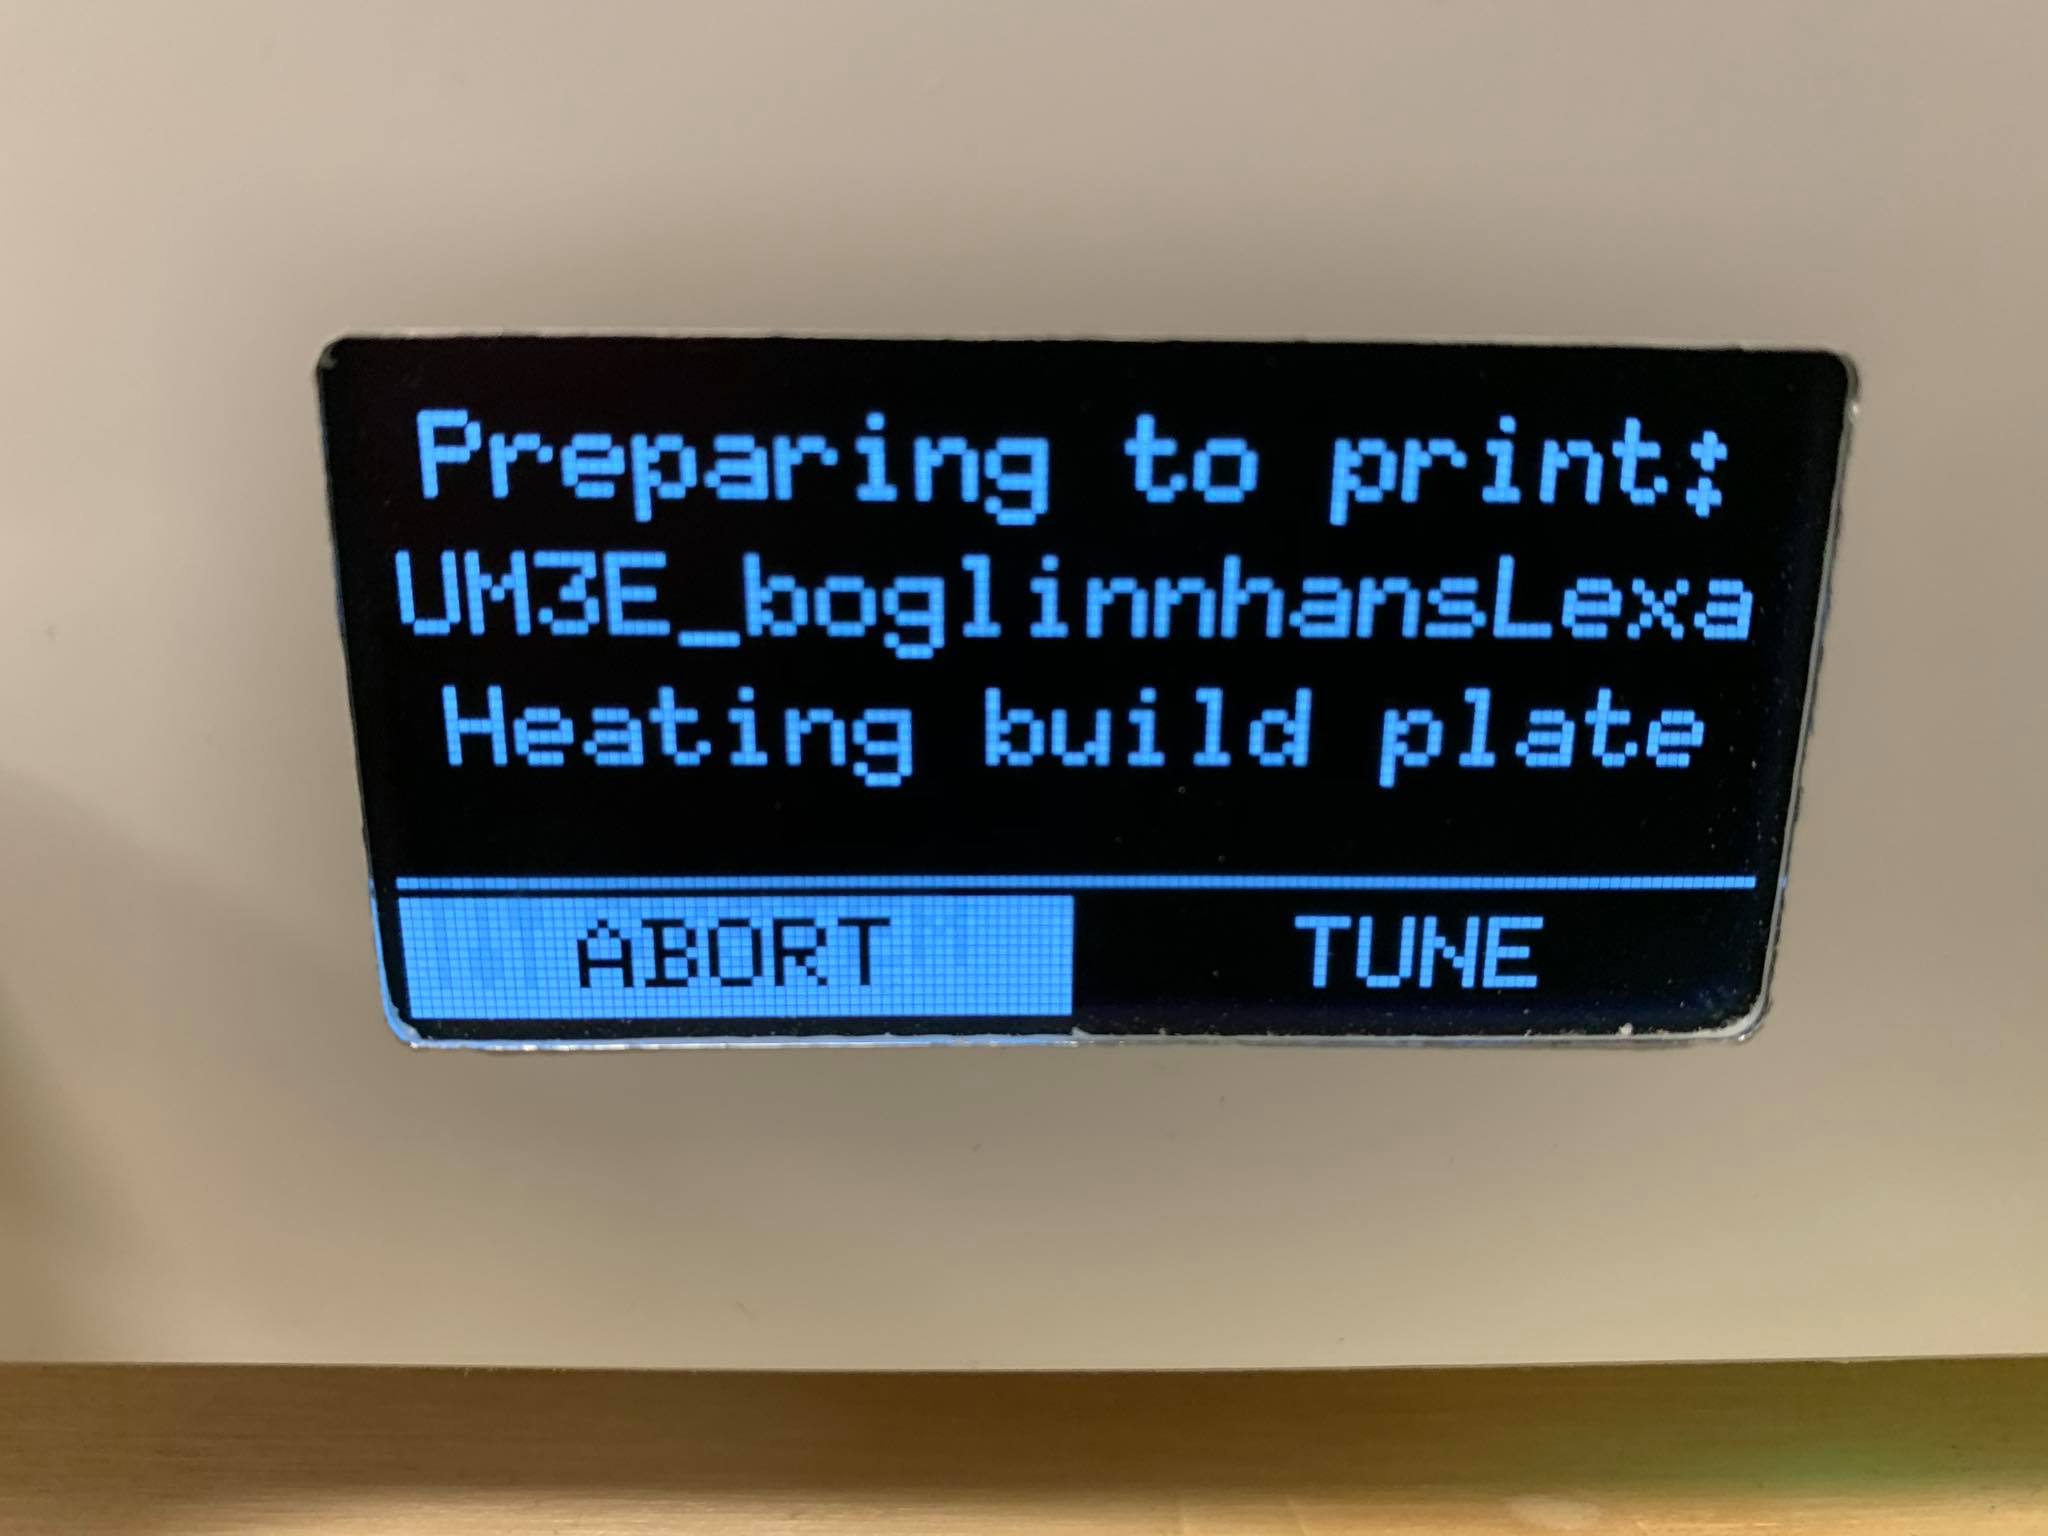 Preparing to print:
UM3E_boglinnhansLexa
Heating build plate
ABORT
TUNE